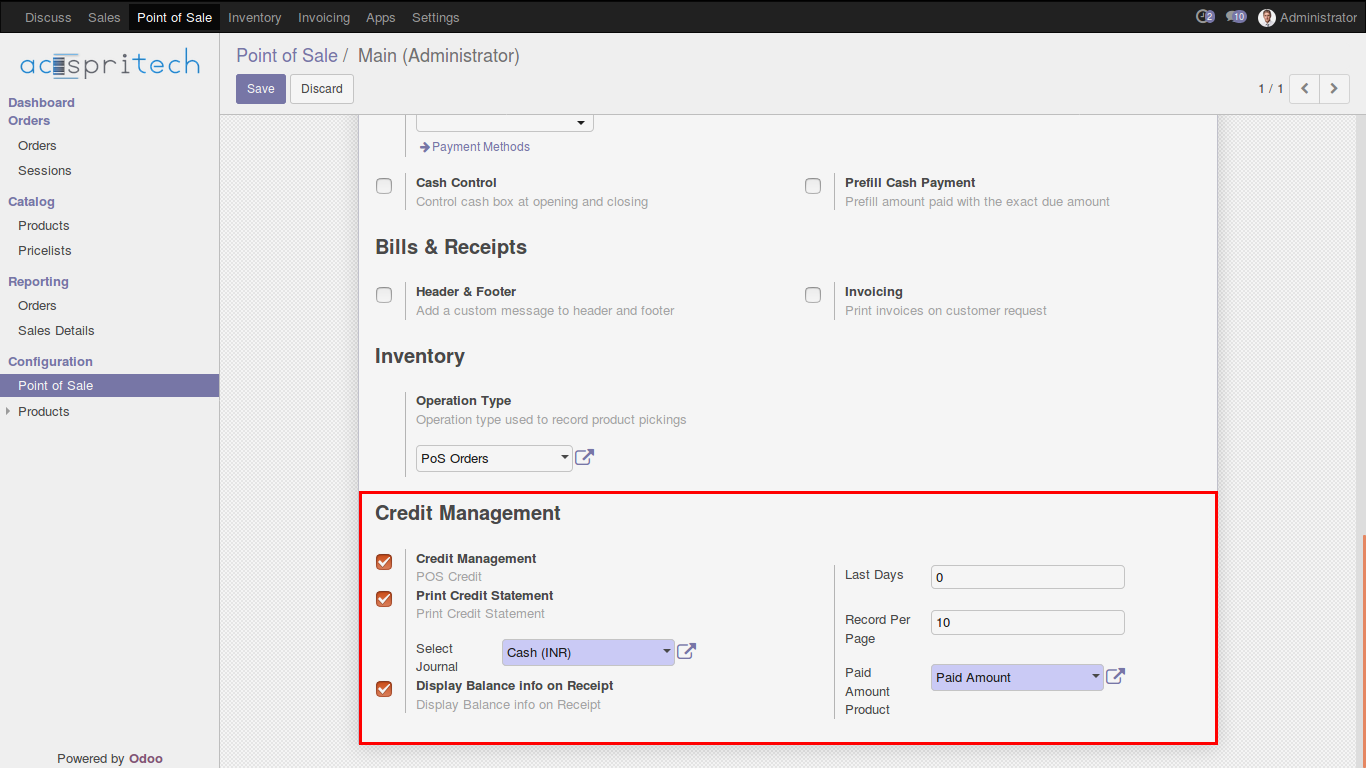 Discuss Sales Point of Sale Inventory Invoicing Apps Settings 2 10 Administrator
acespritech
Point of Sale / Main (Administrator)
Save Discard 1 / 1
Dashboard
Orders
Orders
Sessions
Catalog
Products
Pricelists
Reporting
Orders
Sales Details
Configuration
Point of Sale
Products
Powered by Odoo
Payment Methods
Cash Control
Control cash box at opening and closing
Prefill Cash Payment
Prefill amount paid with the exact due amount
Bills & Receipts
Header & Footer
Add a custom message to header and footer
Invoicing
Print invoices on customer request
Inventory
Operation Type
Operation type used to record product pickings
PoS Orders
Credit Management
Credit Management
POS Credit
Print Credit Statement
Print Credit Statement
Select
Journal
Cash (INR)
Display Balance info on Receipt
Display Balance info on Receipt
Last Days 0
Record Per
Page
10
Paid
Amount
Product
Paid Amount